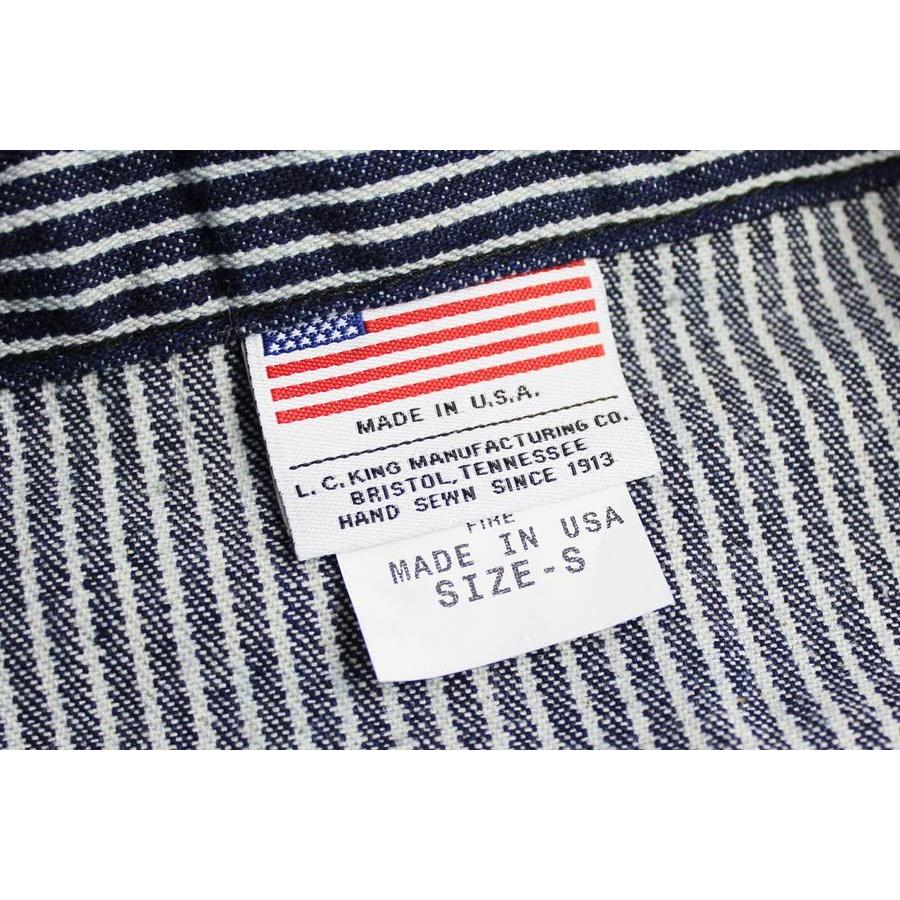 MADE IN U.S.A.
L.C.KING MANUFACTURING CO.
BRISTOL, TENNESSEE
HAND SEWN SINCE 1913
MADE IN USA
SIZE-S